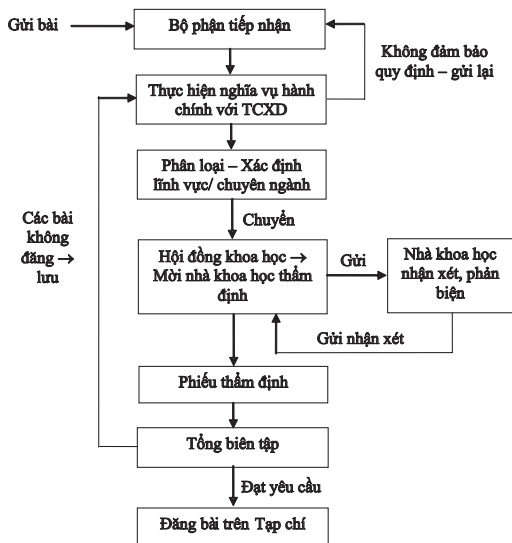 Gửi bài
Bộ phận tiếp nhận
Không đảm bảo
quy định – gửi lại
Thực hiện nghĩa vụ hành
chính với TCXD
Phân loại – Xác định
lĩnh vực/ chuyên ngành
Chuyển
Các bài
không
đăng →
lưu
Hội đồng khoa học →
Mời nhà khoa học thẩm
định
Gửi
Nhà khoa học
nhận xét, phản
biện
Gửi nhận xét
Phiếu thẩm định
Tổng biên tập
Đạt yêu cầu
Đăng bài trên Tạp chí